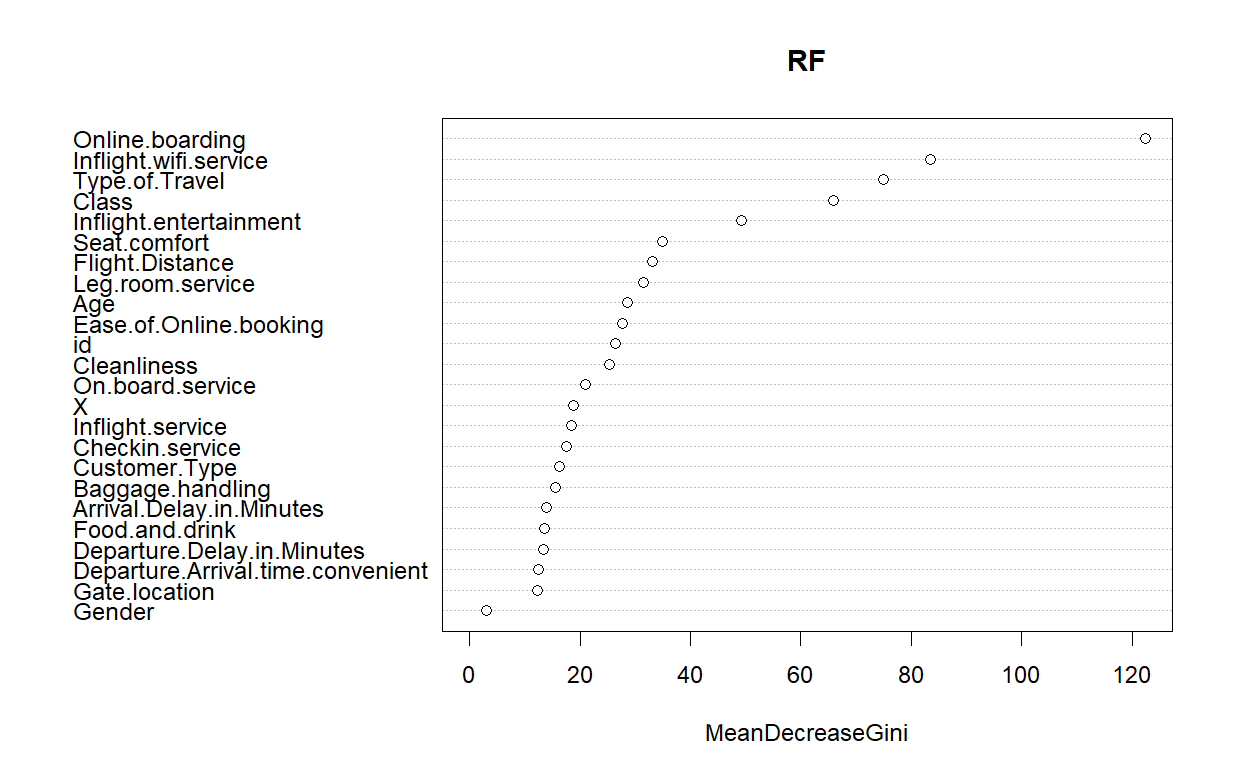 RF
Online.boarding
Inflight.wifi.service
Type.of.Travel
Class
Inflight.entertainment
Seat.comfort
Flight.Distance
Leg.room.service
Age
Ease.of.Online.booking
id
Cleanliness
On.board.service
X
Inflight.service
Checkin.service
Customer.Type
Baggage.handling
Arrival.Delay.in.Minutes
Food.and.drink
Departure.Delay.in.Minutes
Departure.Arrival.time.convenient
Gate.location
Gender
0 20 40 60 80 100 120
MeanDecreaseGini